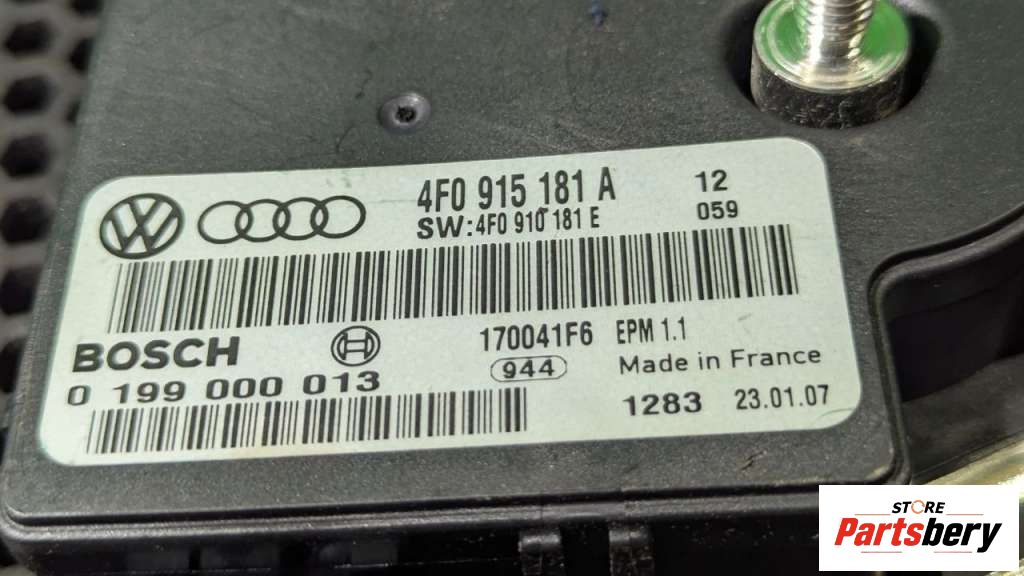 4F0 915 181 A 12
SW:4F0 910 181 E 059
BOSCH 170041F6 EPM 1.1
0 199 000 013 944 Made in France
1283 23.01.07
STORE
Partsbery